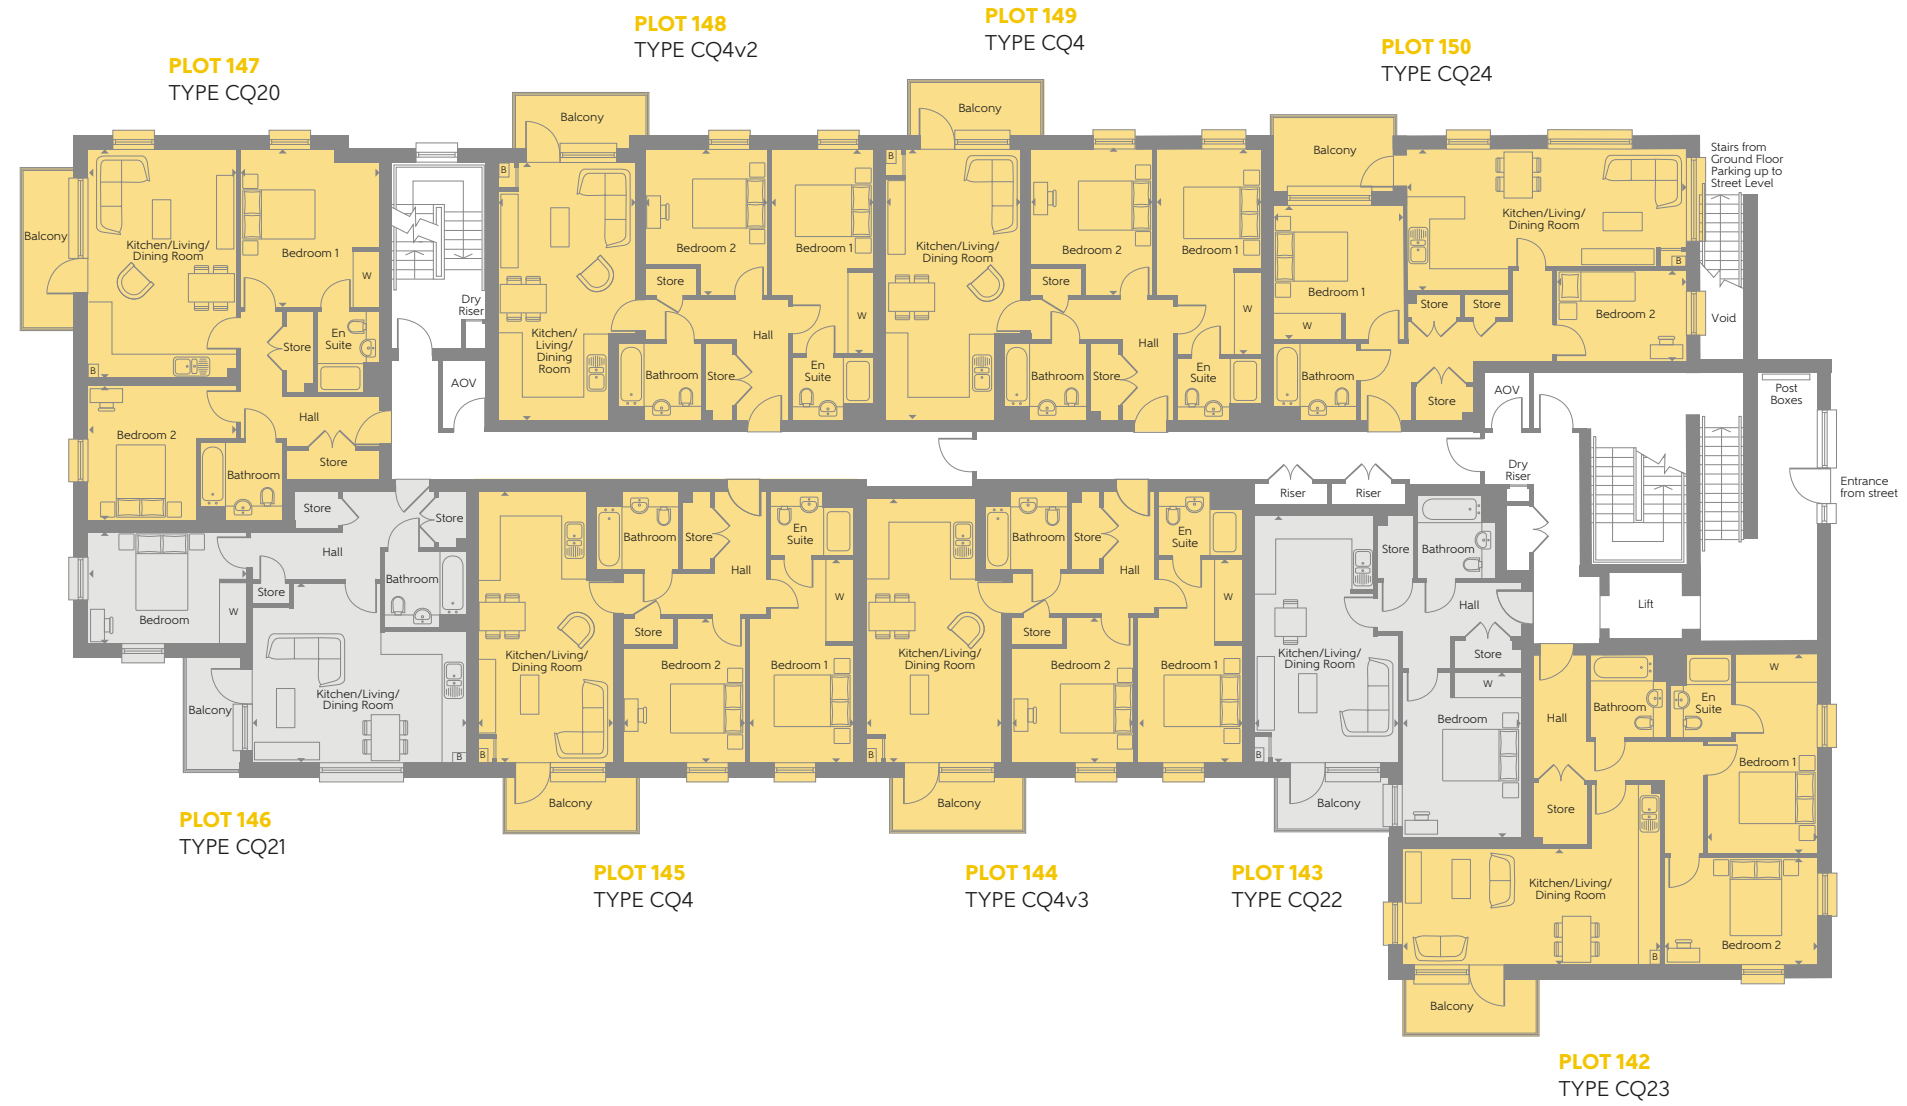 PLOT 147
TYPE CQ20
PLOT 148
TYPE CQ4v2
PLOT 149
TYPE CQ4
PLOT 150
TYPE CQ24
Balcony
Kitchen/Living/
Dining Room
Bedroom 1
W
En
Suite
Store
B
Bedroom 2
Hall
Bathroom
Store
Dry
Riser
AOV
Balcony
B
Kitchen/
Living/
Dining
Room
Bedroom 2
Bedroom 1
Store
Hall
W
Bathroom
Store
En
Suite
Balcony
B
Kitchen/Living/
Dining Room
Bedroom 2
Bedroom 1
Store
Hall
W
Bathroom
Store
En
Suite
Balcony
Kitchen/Living/
Dining Room
B
Bedroom 1
W
Store
Store
Bedroom 2
Bathroom
Store
Stairs from
Ground Floor
Parking up to
Street Level
Void
AOV
Post
Boxes
Dry
Riser
Entrance
from street
Lift
Riser
Riser
Store
Store
Hall
Bathroom
Store
W
Bedroom
Balcony
Kitchen/Living/
Dining Room
B
Bathroom
Store
En
Suite
Hall
W
Store
Kitchen/Living/
Dining Room
Bedroom 2
Bedroom 1
B
Balcony
Bathroom
Store
En
Suite
Hall
W
Store
Kitchen/Living/
Dining Room
Bedroom 2
Bedroom 1
B
Balcony
Store
Bathroom
Hall
Store
Kitchen/Living/
Dining Room
W
Bedroom
B
Balcony
W
Hall
Bathroom
En
Suite
Bedroom 1
Store
Kitchen/Living/
Dining Room
Bedroom 2
B
Balcony
PLOT 146
TYPE CQ21
PLOT 145
TYPE CQ4
PLOT 144
TYPE CQ4v3
PLOT 143
TYPE CQ22
PLOT 142
TYPE CQ23